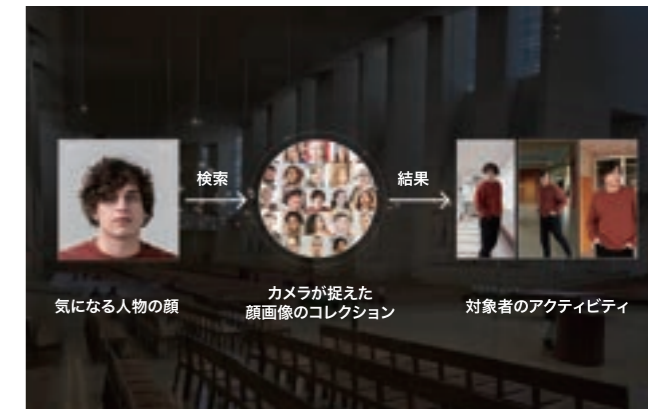 検索
結果
気になる人物の顔
カメラが捉えた
顔画像のコレクション
対象者のアクティビティ